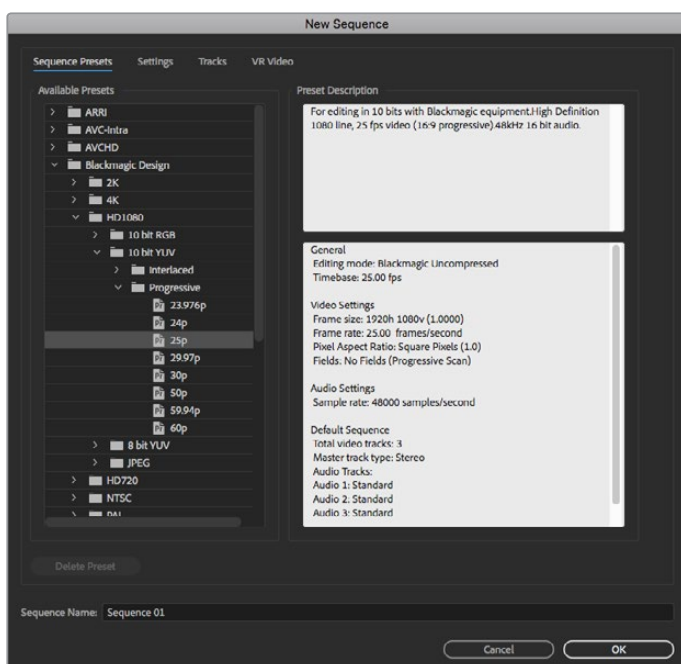 New Sequence
Sequence Presets Settings Tracks VR Video
Available Presets
ARRI
AVC-Intra
AVCHD
Blackmagic Design
2K
4K
HD1080
10 bit RGB
10 bit YUV
Interlaced
Progressive
23.976p
24p
25p
29.97p
30p
50p
59.94p
60p
8 bit YUV
JPEG
HD720
NTSC
PAL
Delete Preset
Preset Description
For editing in 10 bits with Blackmagic equipment.High Definition
1080 line, 25 fps video (16:9 progressive).48kHz 16 bit audio.
General
Editing mode: Blackmagic Uncompressed
Timebase: 25.00 fps
Video Settings
Frame size: 1920h 1080v (1.0000)
Frame rate: 25.00 frames/second
Pixel Aspect Ratio: Square Pixels (1.0)
Fields: No Fields (Progressive Scan)
Audio Settings
Sample rate: 48000 samples/second
Default Sequence
Total video tracks: 3
Master track type: Stereo
Audio Tracks:
Audio 1: Standard
Audio 2: Standard
Audio 3: Standard
Sequence Name: Sequence 01
Cancel OK